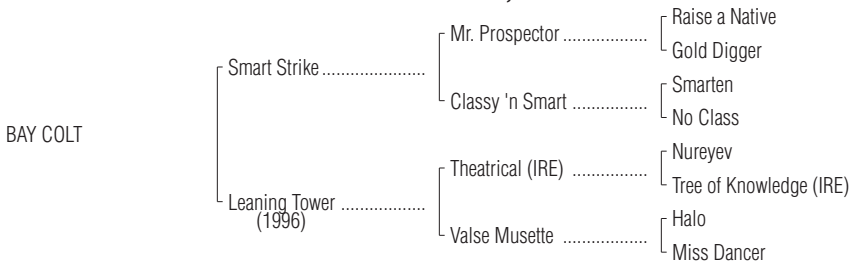 Raise a Native
Mr. Prospector ..................
Gold Digger
Smart Strike......................
Smarten
Classy 'n Smart ................
No Class
BAY COLT
Nureyev
Theatrical (IRE) ................
Tree of Knowledge (IRE)
Leaning Tower ..................
(1996)
Halo
Valse Musette ..................
Miss Dancer